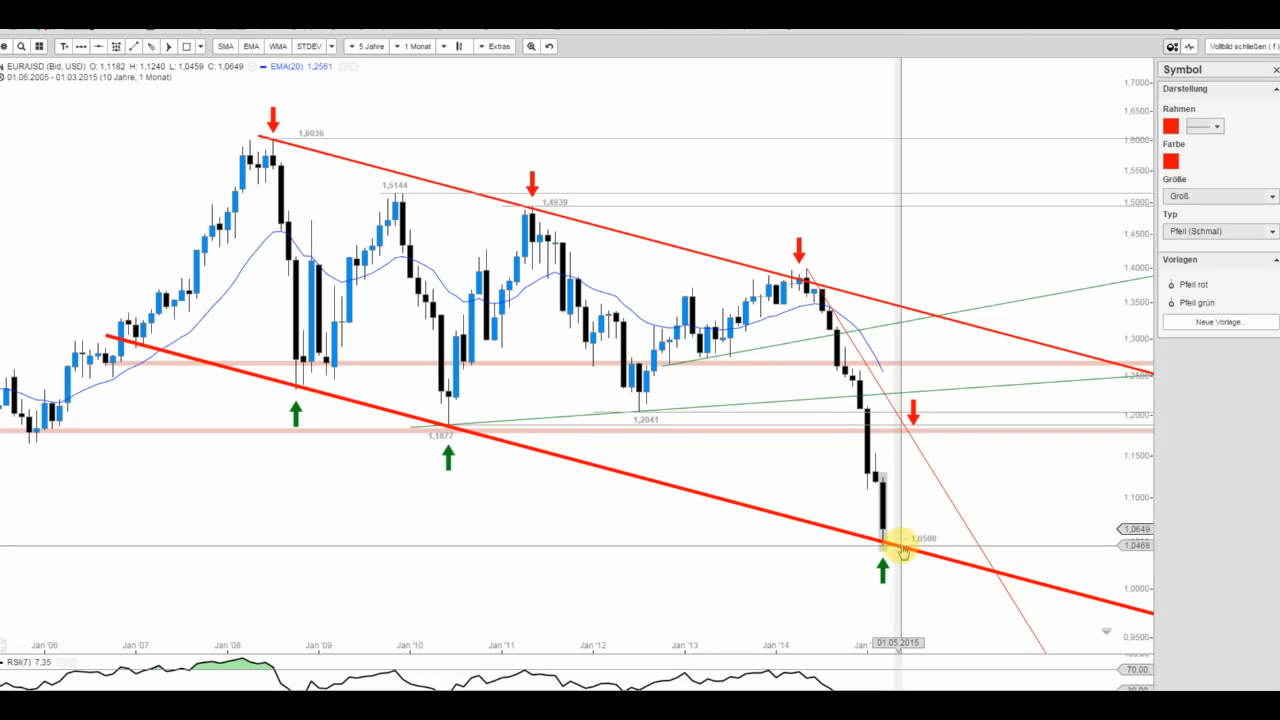 T SMA EMA WMA STDEV 5 Jahre 1 Monat Extras Vollbild schließen ( f
EUR/USD (Bid, USD) O: 1,1182 H: 1,1240 L: 1,0459 C: 1,0649 EMA(20) 1,2561
01.06.2005 - 01.03.2015 (10 Jahre, 1 Monat)
Symbol
Darstellung
Rahmen
Farbe
Größe
Groß
Typ
Pfeil (Schmal)
Vorlagen
Pfeil rot
Pfeil grün
Neue Vorlage...
1,7000
1,6500
1,6000
1,5500
1,5000
1,4500
1,4000
1,3500
1,3000
1,2500
1,2000
1,1500
1,1000
1,0649
1,0468
1,0000
0,9500
1,6036
1,5144
1,4939
1,2041
1,1877
1,0500
Jan '06 Jan '07 Jan '08 Jan '09 Jan '10 Jan '11 Jan '12 Jan '13 Jan '14 Jan 01.05.2015
RSI(7) 7,35
70,00